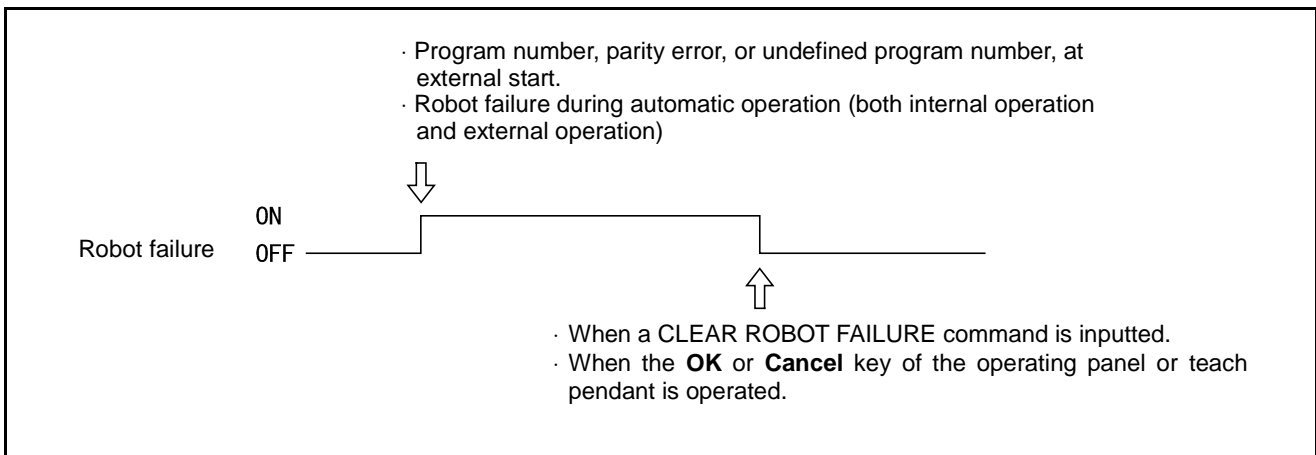 · Program number, parity error, or undefined program number, at
external start.
· Robot failure during automatic operation (both internal operation
and external operation)
ON
Robot failure OFF
· When a CLEAR ROBOT FAILURE command is inputted.
· When the OK or Cancel key of the operating panel or teach
pendant is operated.